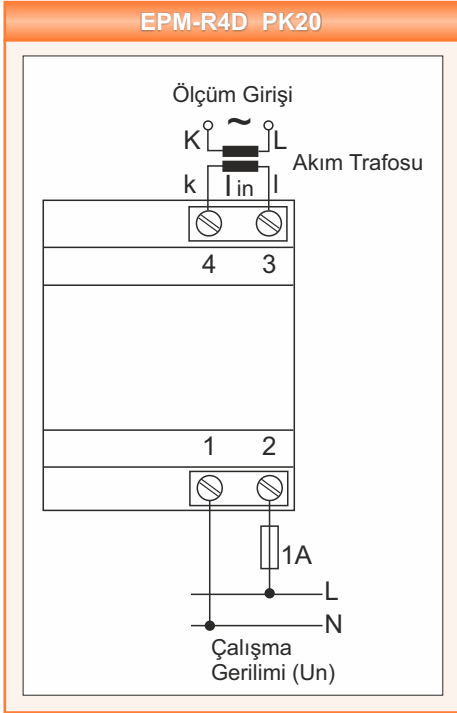 EPM-R4D PK20
Ölçüm Girişi
K ~ L
Akım Trafosu
k I in l
4 3
1 2
1A
L
N
Çalışma
Gerilimi (Un)